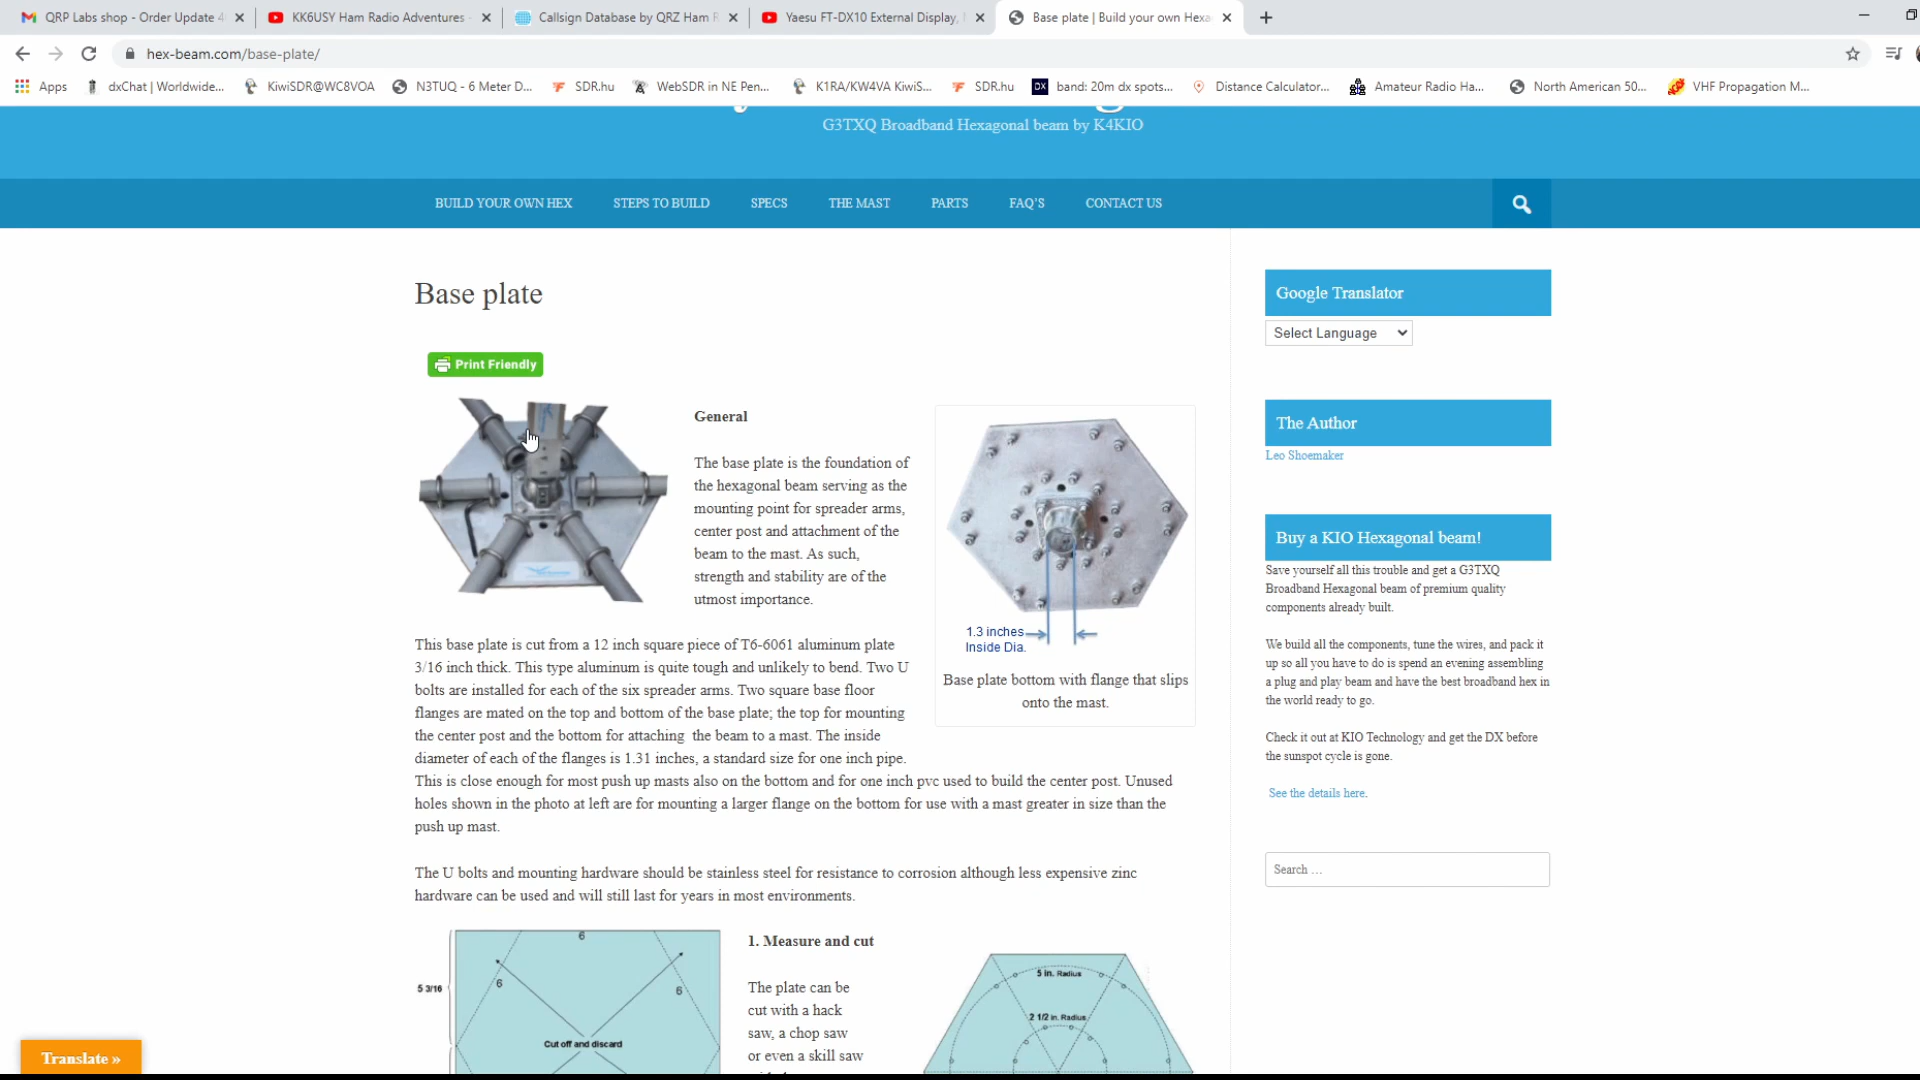 QRP Labs shop - Order Update 4
KK6USY Ham Radio Adventures -
Callsign Database by QRZ Ham R
Yaesu FT-DX10 External Display,
Base plate | Build your own Hexa
hex-beam.com/base-plate/
Apps
dxChat | Worldwide...
KiwiSDR@WC8VOA
N3TUQ - 6 Meter D...
SDR.hu
WebSDR in NE Pen...
K1RA/KW4VA KiwiS...
SDR.hu
DX
band: 20m dx spots...
Distance Calculator...
Amateur Radio Ha...
North American 50...
VHF Propagation M...
G3TXQ Broadband Hexagonal beam by K4KIO
BUILD YOUR OWN HEX
STEPS TO BUILD
SPECS
THE MAST
PARTS
FAQ'S
CONTACT US
Base plate
Print Friendly
General
The base plate is the foundation of
the hexagonal beam serving as the
mounting point for spreader arms,
center post and attachment of the
beam to the mast. As such,
strength and stability are of the
utmost importance.
1.3 inches
Inside Dia.
Base plate bottom with flange that slips
onto the mast.
This base plate is cut from a 12 inch square piece of T6-6061 aluminum plate
3/16 inch thick. This type aluminum is quite tough and unlikely to bend. Two U
bolts are installed for each of the six spreader arms. Two square base floor
flanges are mated on the top and bottom of the base plate; the top for mounting
the center post and the bottom for attaching the beam to a mast. The inside
diameter of each of the flanges is 1.31 inches, a standard size for one inch pipe.
This is close enough for most push up masts also on the bottom and for one inch pvc used to build the center post. Unused
holes shown in the photo at left are for mounting a larger flange on the bottom for use with a mast greater in size than the
push up mast.
The U bolts and mounting hardware should be stainless steel for resistance to corrosion although less expensive zinc
hardware can be used and will still last for years in most environments.
6
5 3/16
6
6
Cut off and discard
1. Measure and cut
The plate can be
cut with a hack
saw, a chop saw
or even a skill saw
5 in. Radius
2 1/2 in. Radius
Google Translator
Select Language
The Author
Leo Shoemaker
Buy a KIO Hexagonal beam!
Save yourself all this trouble and get a G3TXQ
Broadband Hexagonal beam of premium quality
components already built.
We build all the components, tune the wires, and pack it
up so all you have to do is spend an evening assembling
a plug and play beam and have the best broadband hex in
the world ready to go.
Check it out at KIO Technology and get the DX before
the sunspot cycle is gone.
See the details here.
Search ...
Translate »